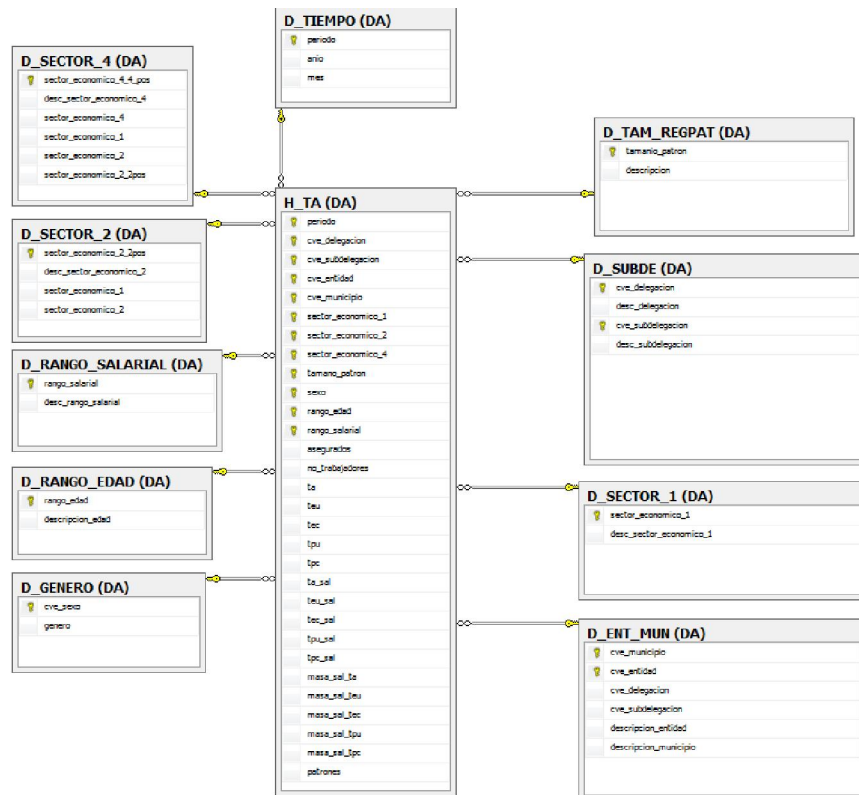 D_TIEMPO (DA)
periodo
anio
mes
D_SECTOR_4 (DA)
sector_economico_4_4_pos
desc_sector_economico_4
sector_economico_4
sector_economico_1
sector_economico_2
sector_economico_2_2pos
D_SECTOR_2 (DA)
sector_economico_2_2pos
desc_sector_economico_2
sector_economico_1
sector_economico_2
D_RANGO_SALARIAL (DA)
rango_salarial
desc_rango_salarial
D_RANGO_EDAD (DA)
rango_edad
descripcion_edad
D_GENERO (DA)
cve_sexo
genero
H_TA (DA)
periodo
cve_delegacion
cve_subdelegacion
cve_entidad
cve_municipio
sector_economico_1
sector_economico_2
sector_economico_4
tamano_patron
sexo
rango_edad
rango_salarial
asegurados
no_trabajadores
ta
teu
tec
tpu
tpc
ta_sal
teu_sal
tec_sal
tpu_sal
tpc_sal
masa_sal_ta
masa_sal_teu
masa_sal_tec
masa_sal_tpu
masa_sal_tpc
patrones
D_TAM_REGPAT (DA)
tamanio_patron
descripcion
D_SUBDE (DA)
cve_delegacion
desc_delegacion
cve_subdelegacion
desc_subdelegacion
D_SECTOR_1 (DA)
sector_economico_1
desc_sector_economico_1
D_ENT_MUN (DA)
cve_municipio
cve_entidad
cve_delegacion
cve_subdelegacion
descripcion_entidad
descripcion_municipio